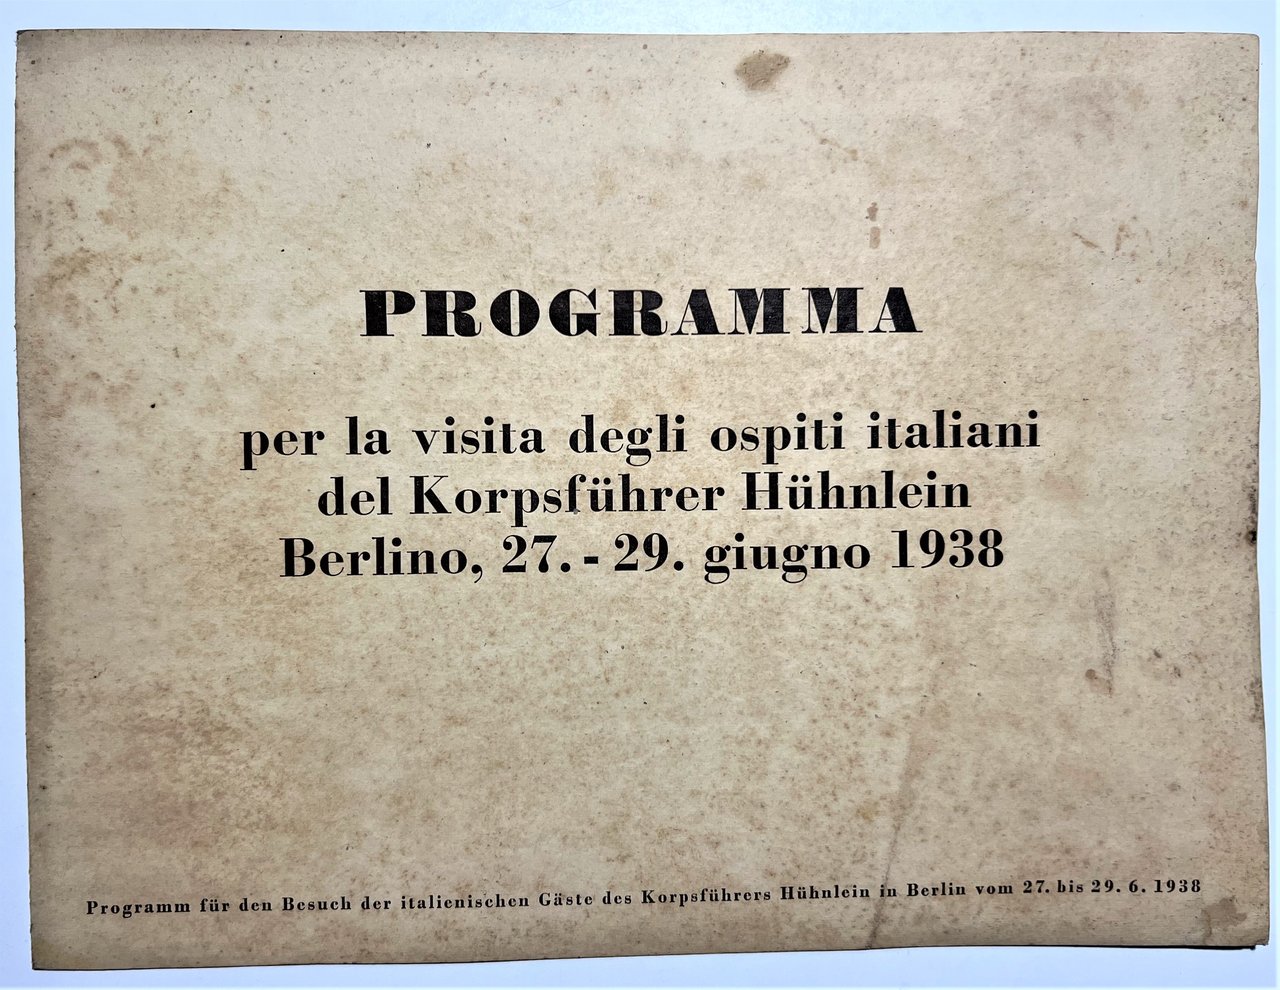 PROGRAMMA
per la visita degli ospiti italiani
del Korpsführer Hühnlein
Berlino, 27. - 29. giugno 1938
Programm für den Besuch der italienischen Gäste des Korpsführers Hühnlein in Berlin vom 27. bis 29. 6. 1938